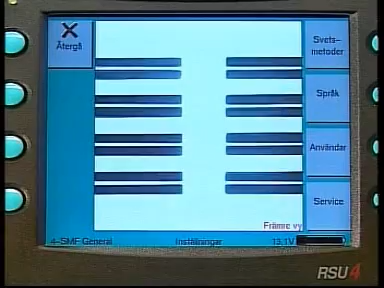 Återgå
Svets-
metoder
Språk
Användar
Service
Främre vy
4-SMF General
Inställningar
13.1V
RSU4